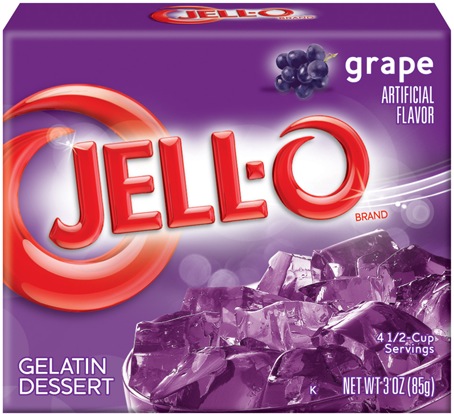 JELL-O
BRAND
grape
ARTIFICIAL
FLAVOR
JELL-O
BRAND
4 1/2-Cup
Servings
GELATIN
DESSERT
K
NET WT 3 OZ (85g)